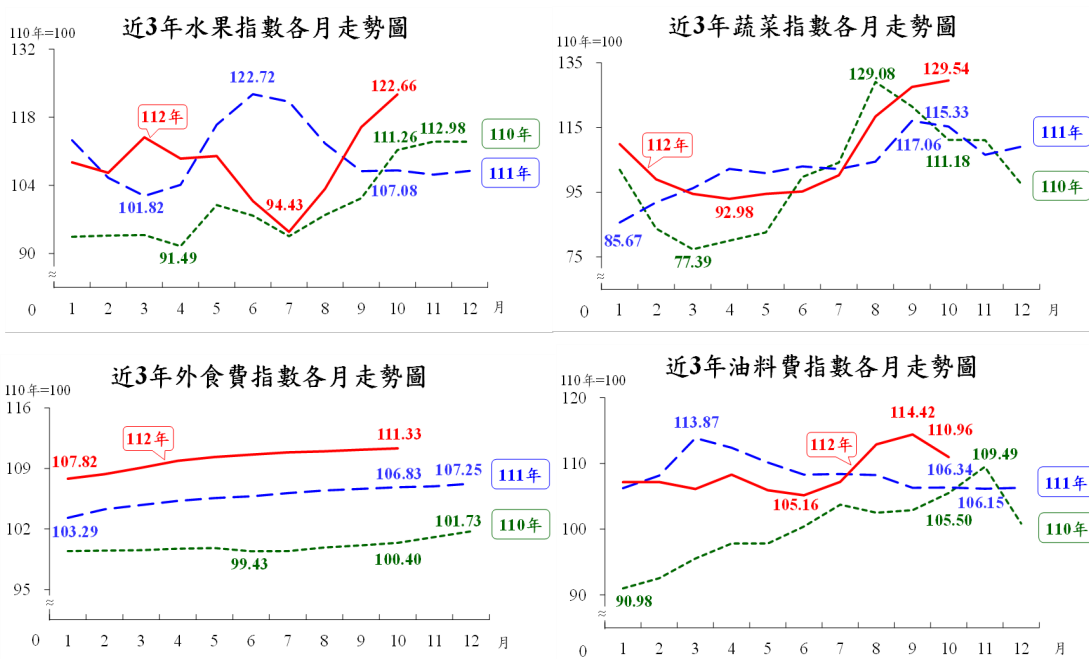 近3年水果指數各月走勢圖
110年=100
132
118
104
90
≈
0
1 2 3 4 5 6 7 8 9 10 11 12 月
112年
122.72
122.66
111.26
112.98
110年
111年
107.08
101.82
94.43
91.49
近3年蔬菜指數各月走勢圖
110年=100
135
115
95
75
≈
0
1 2 3 4 5 6 7 8 9 10 11 12 月
129.08
129.54
112年
115.33
111年
117.06
111.18
110年
92.98
85.67
77.39
近3年外食費指數各月走勢圖
110年=100
116
109
102
95
≈
0
1 2 3 4 5 6 7 8 9 10 11 12 月
112年
107.82
111.33
106.83
107.25
111年
103.29
101.73
110年
99.43
100.40
近3年油料費指數各月走勢圖
110年=100
120
110
100
90
≈
0
1 2 3 4 5 6 7 8 9 10 11 12 月
113.87
114.42
112年
110.96
109.49
106.34
111年
105.16
106.15
105.50
110年
90.98